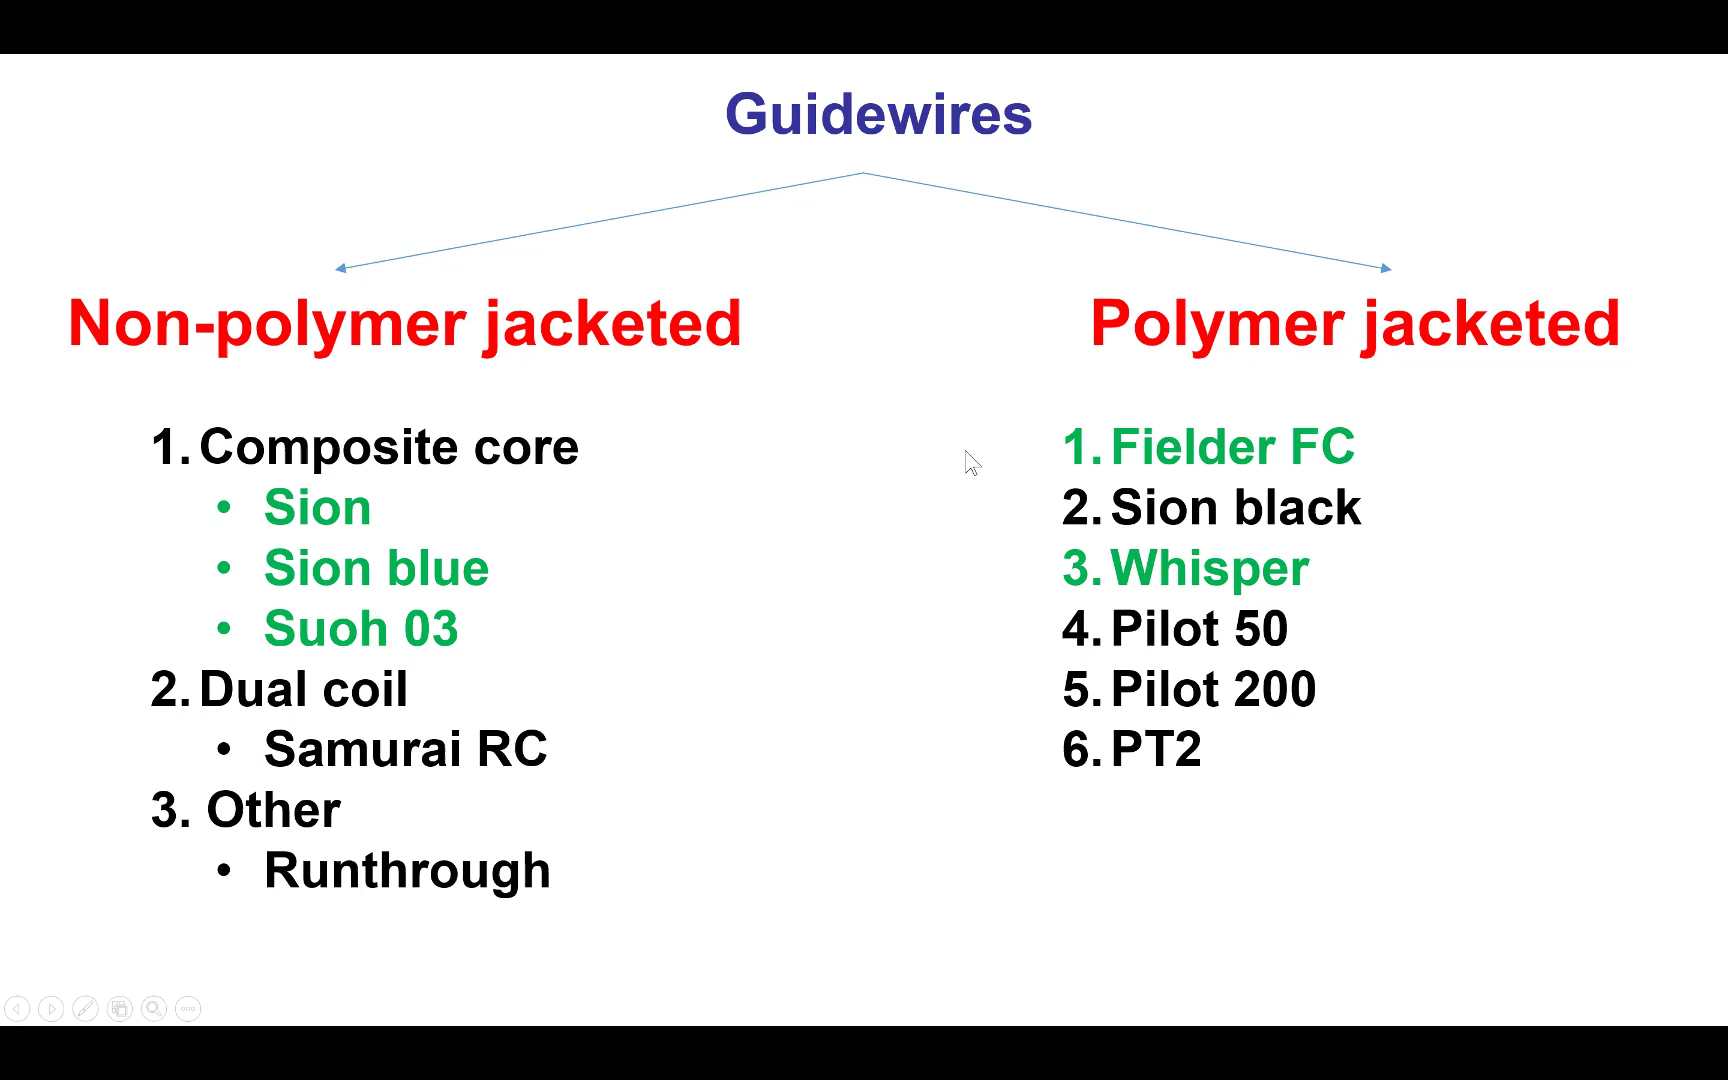 Guidewires
Non-polymer jacketed
1. Composite core
• Sion
• Sion blue
• Suoh 03
2. Dual coil
• Samurai RC
3. Other
• Runthrough
Polymer jacketed
1. Fielder FC
2. Sion black
3. Whisper
4. Pilot 50
5. Pilot 200
6. PT2